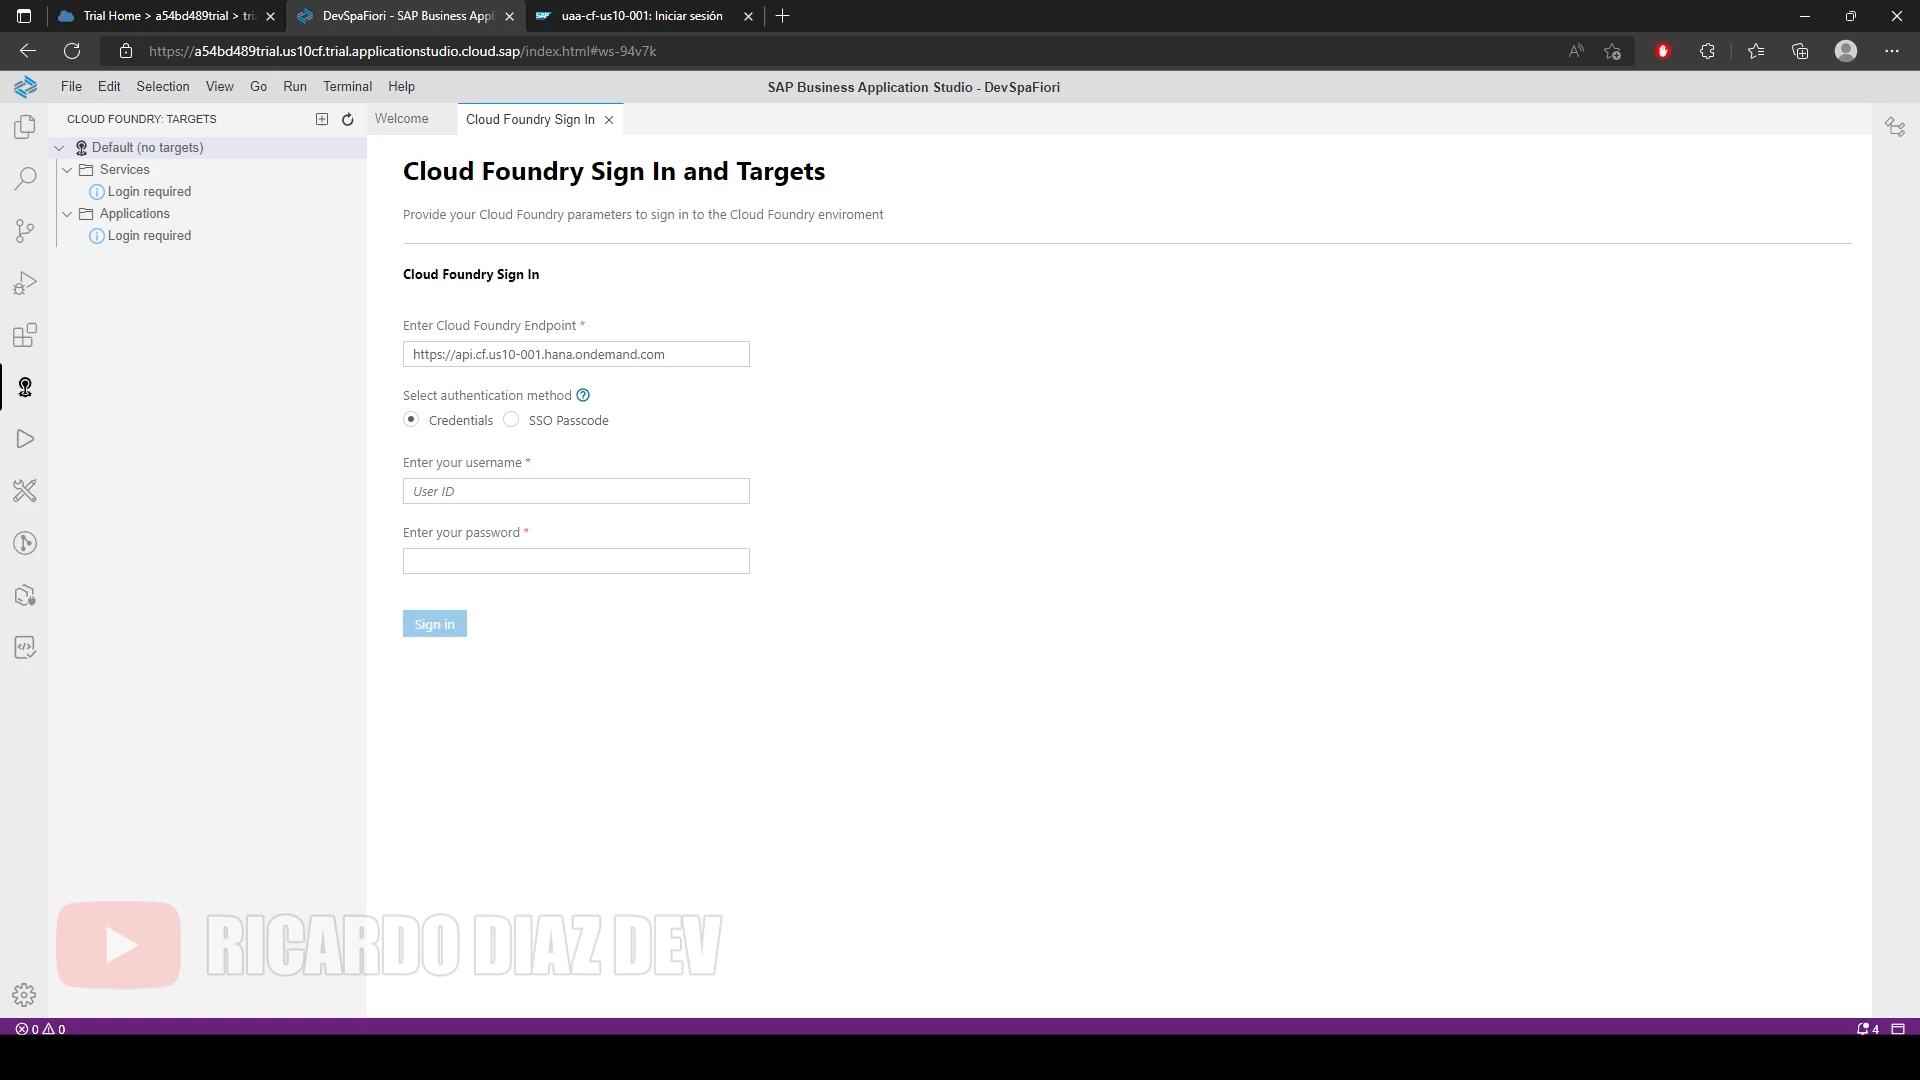 Trial Home > a54bd489trial > tri
DevSpaFiori - SAP Business Appl
SAP
uaa-cf-us10-001: Iniciar sesión
https://a54bd489trial.us10cf.trial.applicationstudio.cloud.sap/index.html#ws-94v7k
File Edit Selection View Go Run Terminal Help
SAP Business Application Studio - DevSpaFiori
CLOUD FOUNDRY: TARGETS
Welcome
Cloud Foundry Sign In
Default (no targets)
Services
Login required
Applications
Login required
Cloud Foundry Sign In and Targets
Provide your Cloud Foundry parameters to sign in to the Cloud Foundry enviroment
Cloud Foundry Sign In
Enter Cloud Foundry Endpoint *
https://api.cf.us10-001.hana.ondemand.com
Select authentication method
Credentials SSO Passcode
Enter your username *
User ID
Enter your password *
Sign in
RICARDO DIAZ DEV
0 0
4